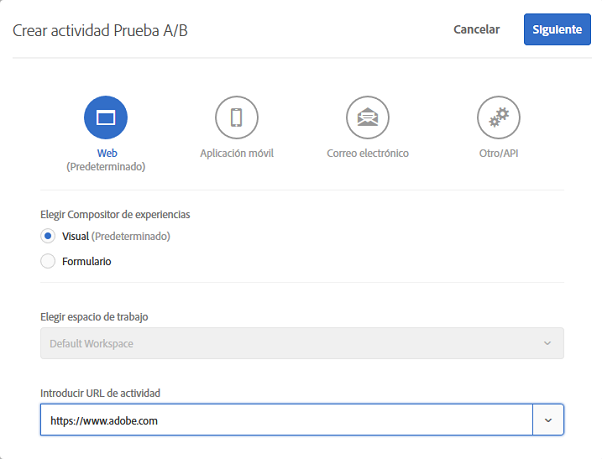 Crear actividad Prueba A/B
Cancelar
Siguiente
Web
(Predeterminado)
Aplicación móvil
Correo electrónico
Otro/API
Elegir Compositor de experiencias
Visual (Predeterminado)
Formulario
Elegir espacio de trabajo
Default Workspace
Introducir URL de actividad
https://www.adobe.com